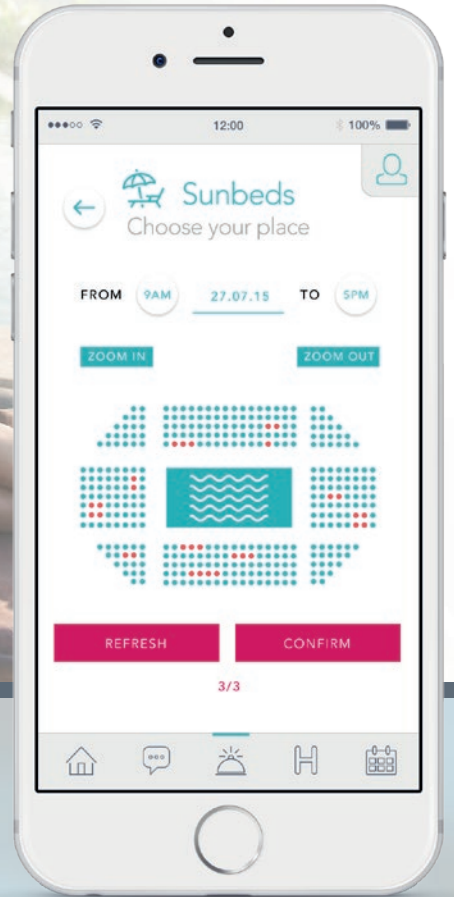 12:00
100%
Sunbeds
Choose your place
FROM 9AM 27.07.15 TO 5PM
ZOOM IN ZOOM OUT
REFRESH CONFIRM
3/3
H